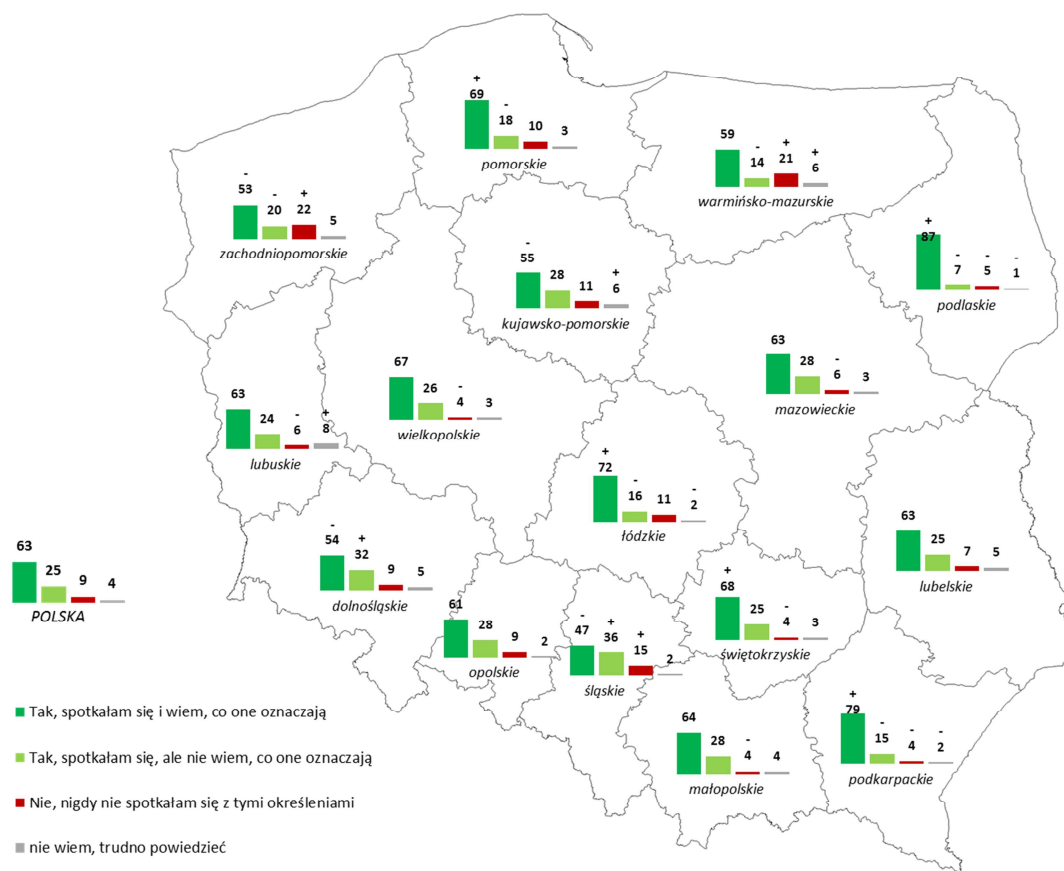 +
69 - 18 10 3
pomorskie
59 - 14 + 21 + 6
warmińsko-mazurskie
- 53 - 20 + 22 5
zachodniopomorskie
+ 87 - 7 - 5 - 1
podlaskie
- 55 28 11 + 6
kujawsko-pomorskie
63 28 - 6 3
mazowieckie
67 26 - 4 3
wielkopolskie
63 24 - 6 + 8
lubuskie
+ 72 - 16 11 - 2
łódzkie
63 25 7 5
lubelskie
- 54 + 32 9 5
dolnośląskie
63 25 9 4
POLSKA
+ 68 25 - 4 3
świętokrzyskie
61 28 9 2
opolskie
- 47 + 36 + 15 2
śląskie
64 28 - 4 4
małopolskie
+ 79 - 15 - 4 - 2
podkarpackie
Tak, spotkałam się i wiem, co one oznaczają
Tak, spotkałam się, ale nie wiem, co one oznaczają
Nie, nigdy nie spotkałam się z tymi określeniami
nie wiem, trudno powiedzieć